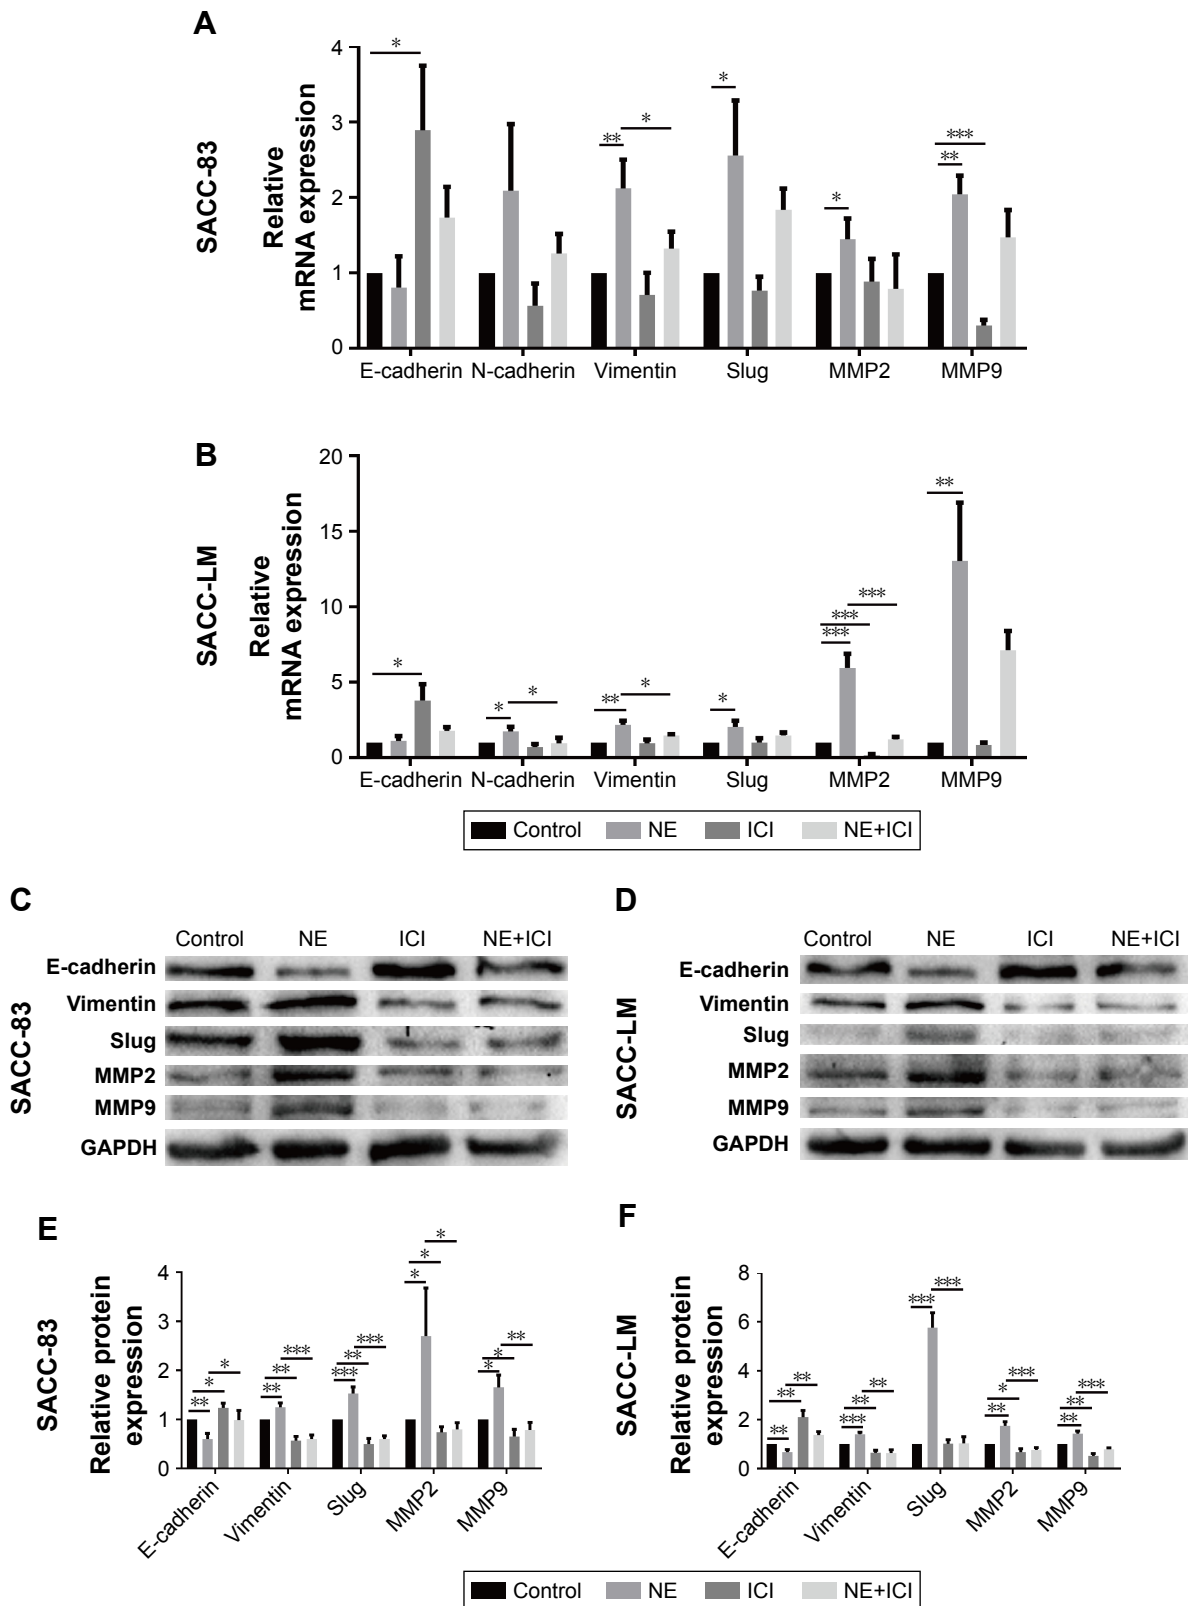 A
SACC-83
Relative
mRNA expression
4
3
2
1
0
*
**
*
*
*
***
**
E-cadherin N-cadherin Vimentin Slug MMP2 MMP9
B
SACC-LM
Relative
mRNA expression
20
15
10
5
0
*
*
*
**
*
*
***
***
***
**
E-cadherin N-cadherin Vimentin Slug MMP2 MMP9
Control NE ICI NE+ICI
C
SACC-83
Control NE ICI NE+ICI
E-cadherin
Vimentin
Slug
MMP2
MMP9
GAPDH
D
SACC-LM
Control NE ICI NE+ICI
E-cadherin
Vimentin
Slug
MMP2
MMP9
GAPDH
E
SACC-83
Relative protein
expression
4
3
2
1
0
*
*
**
***
**
**
***
**
***
*
*
*
**
*
*
E-cadherin Vimentin Slug MMP2 MMP9
F
SACC-LM
Relative protein
expression
8
6
4
2
0
**
**
**
**
**
***
***
***
***
*
**
***
**
**
E-cadherin Vimentin Slug MMP2 MMP9
Control NE ICI NE+ICI